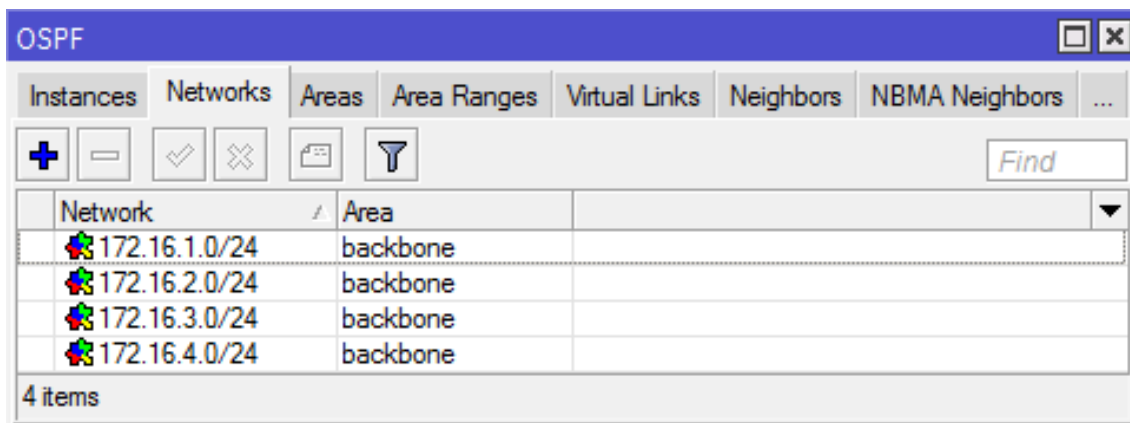 OSPF
Instances Networks Areas Area Ranges Virtual Links Neighbors NBMA Neighbors ...
Find
Network Area
172.16.1.0/24 backbone
172.16.2.0/24 backbone
172.16.3.0/24 backbone
172.16.4.0/24 backbone
4 items